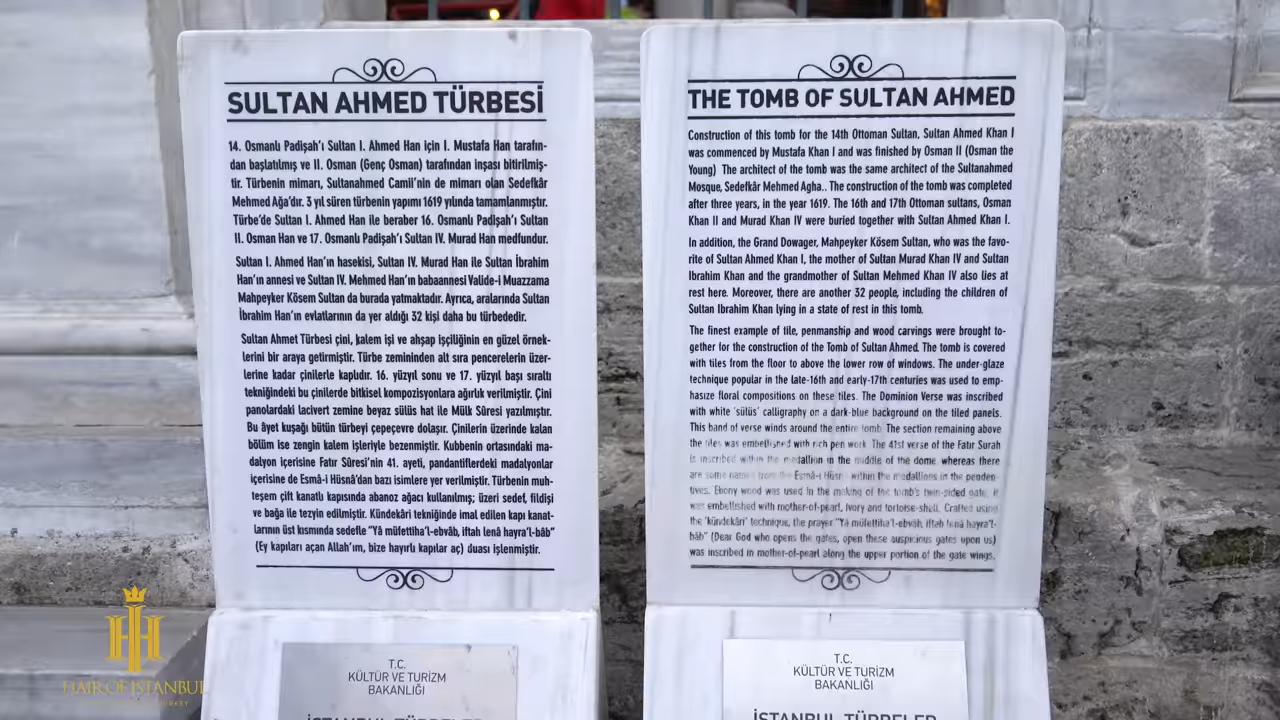 SULTAN AHMED TÜRBESİ
14. Osmanlı Padişah’ı Sultan I. Ahmed Han için I. Mustafa Han tarafın-
dan başlatılmış ve II. Osman (Genç Osman) tarafından inşası bitirilmiş-
tir. Türbenin mimarı, Sultanahmed Camii’nin de mimarı olan Sedefkâr
Mehmed Ağa’dır. 3 yıl süren türbenin yapımı 1619 yılında tamamlanmıştır.
Türbe’de Sultan I. Ahmed Han ile beraber 16. Osmanlı Padişah’ı Sultan
II. Osman Han ve 17. Osmanlı Padişah’ı Sultan IV. Murad Han medfundur.
Sultan I. Ahmed Han’ın hasekisi, Sultan IV. Murad Han ile Sultan İbrahim
Han’ın annesi ve Sultan IV. Mehmed Han’ın babaannesi Valide-i Muazzama
Mahpeyker Kösem Sultan da burada yatmaktadır. Ayrıca, aralarında Sultan
İbrahim Han’ın evlatlarının da yer aldığı 32 kişi daha bu türbededir.
Sultan Ahmet Türbesi çini, kalem işi ve ahşap işçiliğinin en güzel örnek-
lerini bir araya getirmiştir. Türbe zemininden alt sıra pencerelerin üzer-
lerine kadar çinilerle kaplıdır. 16. yüzyıl sonu ve 17. yüzyıl başı sıraltı
tekniğindeki bu çinilerde bitkisel kompozisyonlara ağırlık verilmiştir. Çini
panolardaki lacivert zemine beyaz sülüs hat ile Mülk Sûresi yazılmıştır.
Bu âyet kuşağı bütün türbeyi çepeçevre dolaşır. Çinilerin üzerinde kalan
bölüm ise zengin kalem işleriyle bezenmiştir. Kubbenin ortasındaki ma-
dalyon içerisine Fatır Sûresi’nin 41. ayeti, pandantiflerdeki madalyonlar
içerisine de Esmâ-i Hüsnâ’dan bazı isimlere yer verilmiştir. Türbenin muh-
teşem çift kanatlı kapısında abanoz ağacı kullanılmış; üzeri sedef, fildişi
ve bağa ile tezyin edilmiştir. Kündekâri tekniğinde imal edilen kapı kanat-
larının üst kısmında sedefle “Yâ müfettiha’l-ebvâb, iftah lenâ hayra’l-bâb”
(Ey kapıları açan Allah’ım, bize hayırlı kapılar aç) duası işlenmiştir.
T.C.
KÜLTÜR VE TURİZM
BAKANLIĞI
İSTANBUL TÜRBELER
THE TOMB OF SULTAN AHMED
Construction of this tomb for the 14th Ottoman Sultan, Sultan Ahmed Khan I
was commenced by Mustafa Khan I and was finished by Osman II (Osman the
Young) The architect of the tomb was the same architect of the Sultanahmed
Mosque, Sedefkâr Mehmed Agha.. The construction of the tomb was completed
after three years, in the year 1619. The 16th and 17th Ottoman sultans, Osman
Khan II and Murad Khan IV were buried together with Sultan Ahmed Khan I.
In addition, the Grand Dowager, Mahpeyker Kösem Sultan, who was the favo-
rite of Sultan Ahmed Khan I, the mother of Sultan Murad Khan IV and Sultan
Ibrahim Khan and the grandmother of Sultan Mehmed Khan IV also lies at
rest here. Moreover, there are another 32 people, including the children of
Sultan Ibrahim Khan lying in a state of rest in this tomb.
The finest example of tile, penmanship and wood carvings were brought to-
gether for the construction of the Tomb of Sultan Ahmed. The tomb is covered
with tiles from the floor to above the lower row of windows. The under-glaze
technique popular in the late-16th and early-17th centuries was used to emp-
hasize floral compositions on these tiles. The Dominion Verse was inscribed
with white ‘sülüs’ calligraphy on a dark-blue background on the tiled panels.
This band of verse winds around the entire tomb. The section remaining above
the tiles was embellished with rich pen work. The 41st verse of the Fatır Surah
is inscribed within the medallion in the middle of the dome, whereas there
are some names from the Esmâ-i Hüsn within the medallions in the penden-
tives. Ebony wood was used in the making of the tomb’s twin-sided gate. It
was embellished with mother-of-pearl, ivory and tortoise-shell. Crafted using
the ‘kündekâri’ technique, the prayer “Yâ müfettiha’l-ebvâb, iftah lenâ hayra’l-
bâb” (Dear God who opens the gates, open these auspicious gates upon us)
was inscribed in mother-of-pearl along the upper portion of the gate wings.
T.C.
KÜLTÜR VE TURİZM
BAKANLIĞI
İSTANBUL TÜRBELER
HAIR OF ISTANBUL